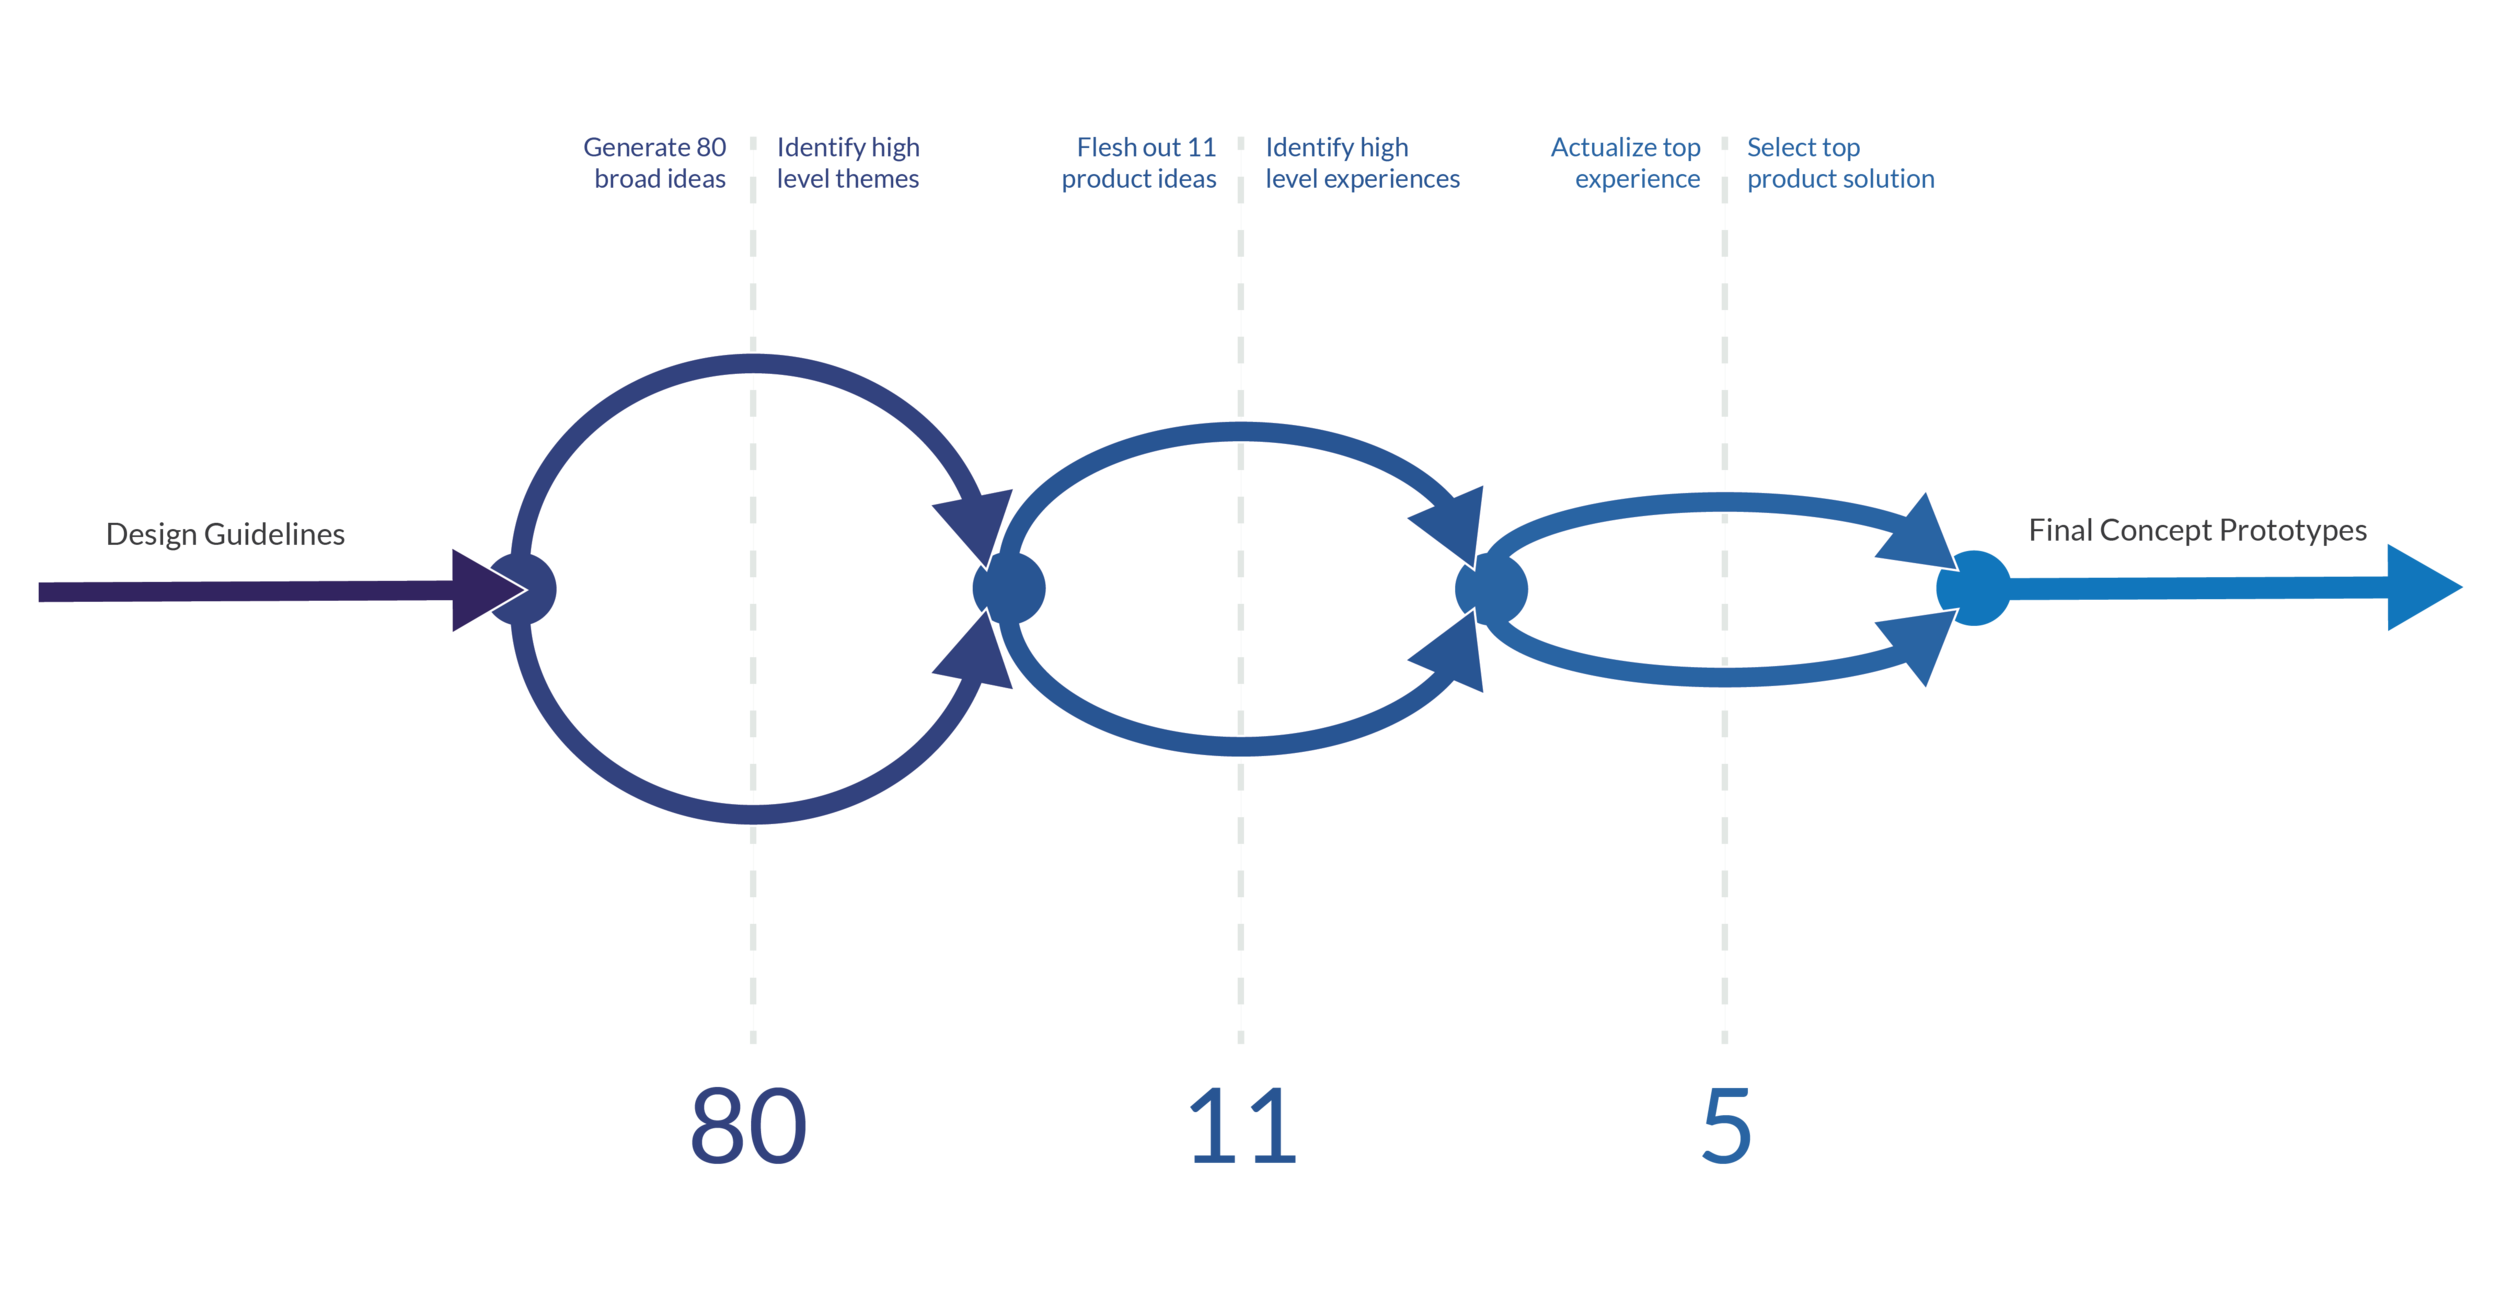 Generate 80
broad ideas
Identify high
level themes
Flesh out 11
product ideas
Identify high
level experiences
Actualize top
experience
Select top
product solution
Design Guidelines
Final Concept Prototypes
80
11
5